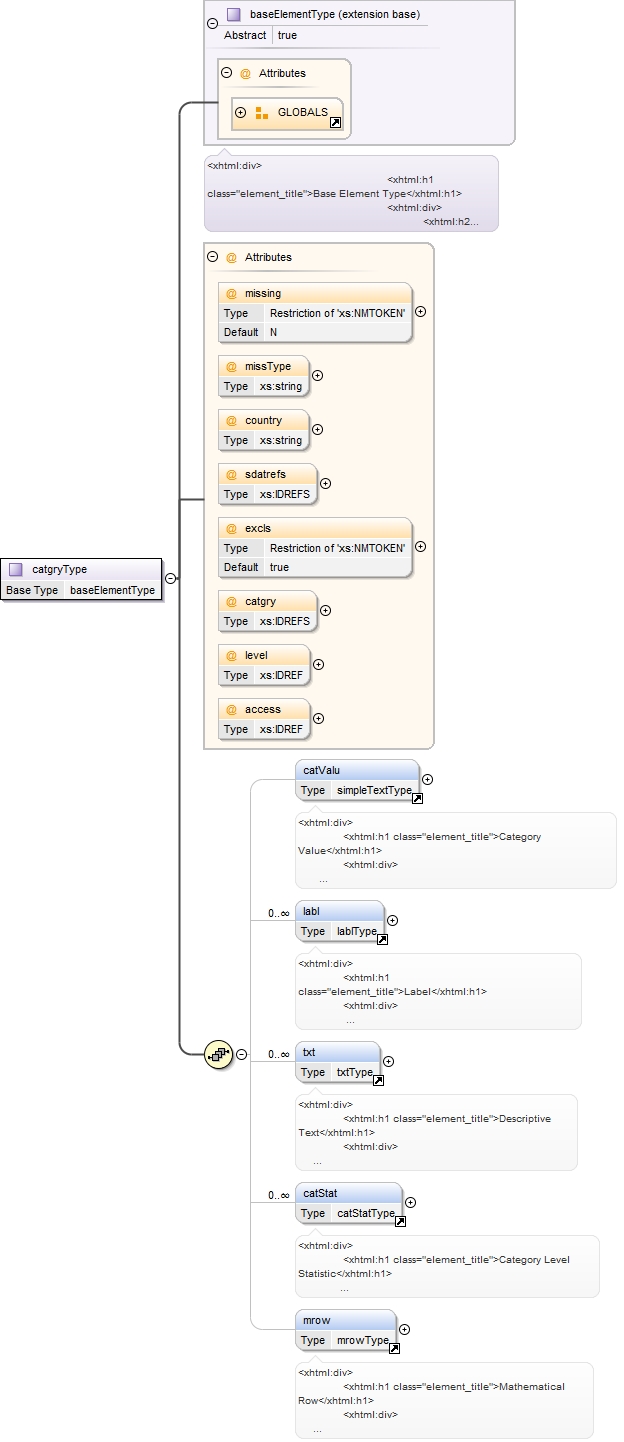 baseElementType (extension base)
Abstract true
@ Attributes
GLOBALS
<xhtml:div>
<xhtml:h1
class="element_title">Base Element Type</xhtml:h1>
<xhtml:div>
<xhtml:h2...
@ Attributes
@ missing
Type Restriction of 'xs:NMTOKEN'
Default N
@ missType
Type xs:string
@ country
Type xs:string
@ sdatrefs
Type xs:IDREFS
@ excls
Type Restriction of 'xs:NMTOKEN'
Default true
catgryType
Base Type baseElementType
@ catgry
Type xs:IDREFS
@ level
Type xs:IDREF
@ access
Type xs:IDREF
catValu
Type simpleTextType
<xhtml:div>
<xhtml:h1 class="element_title">Category
Value</xhtml:h1>
<xhtml:div>
...
0..∞ labl
Type lablType
<xhtml:div>
<xhtml:h1
class="element_title">Label</xhtml:h1>
<xhtml:div>
...
0..∞ txt
Type txtType
<xhtml:div>
<xhtml:h1 class="element_title">Descriptive
Text</xhtml:h1>
<xhtml:div>
...
0..∞ catStat
Type catStatType
<xhtml:div>
<xhtml:h1 class="element_title">Category Level
Statistic</xhtml:h1>
...
mrow
Type mrowType
<xhtml:div>
<xhtml:h1 class="element_title">Mathematical
Row</xhtml:h1>
<xhtml:div>
...